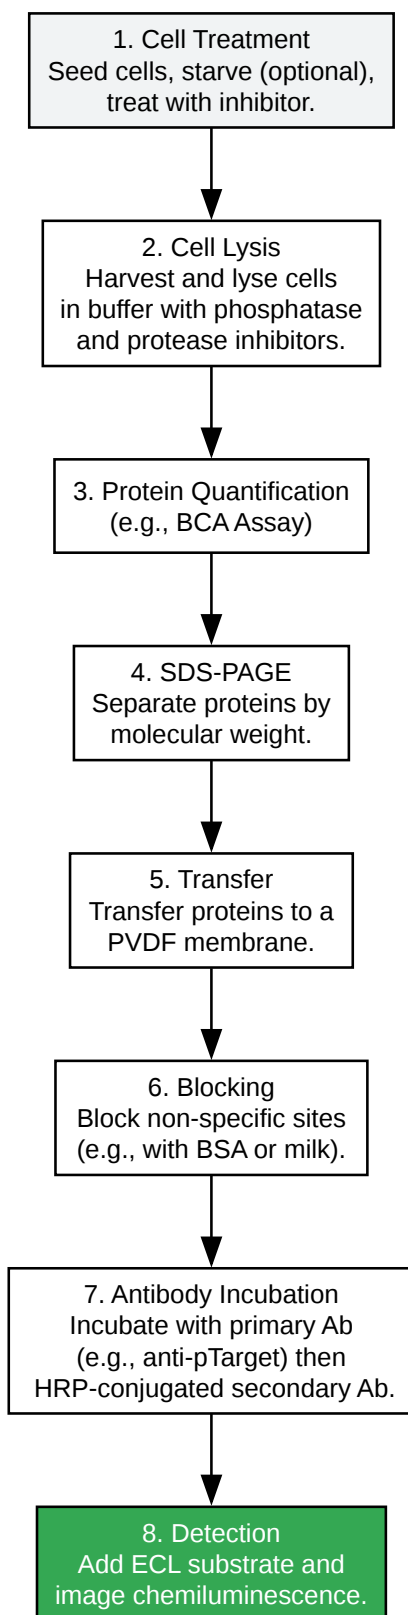 1. Cell Treatment
Seed cells, starve (optional),
treat with inhibitor.
2. Cell Lysis
Harvest and lyse cells
in buffer with phosphatase
and protease inhibitors.
3. Protein Quantification
(e.g., BCA Assay)
4. SDS-PAGE
Separate proteins by
molecular weight.
5. Transfer
Transfer proteins to a
PVDF membrane.
6. Blocking
Block non-specific sites
(e.g., with BSA or milk).
7. Antibody Incubation
Incubate with primary Ab
(e.g., anti-pTarget) then
HRP-conjugated secondary Ab.
8. Detection
Add ECL substrate and
image chemiluminescence.